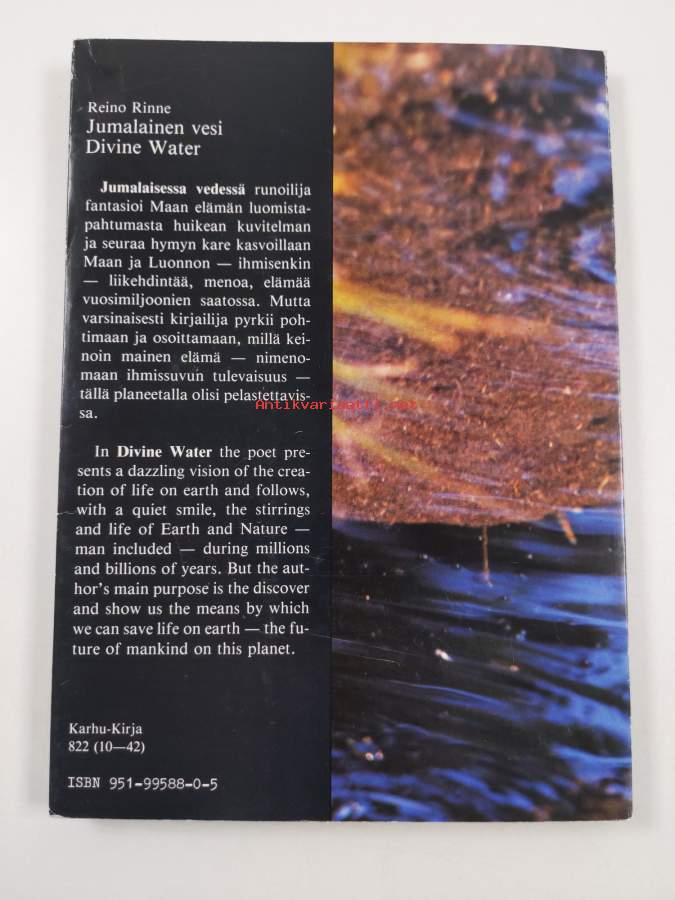 Reino Rinne
Jumalainen vesi
Divine Water
Jumalaisessa vedessä runoilija
fantasioi Maan elämän luomista-
pahtumasta huikean kuvitelman
ja seuraa hymyn kare kasvoillaan
Maan ja Luonnon — ihmisenkin
— liikehdintää, menoa, elämää
vuosimiljoonien saatossa. Mutta
varsinaisesti kirjailija pyrkii poh-
timaan ja osoittamaan, millä kei-
noin mainen elämä — nimeno-
maan ihmissuvun tulevaisuus —
tällä planeetalla olisi pelastettavis-
sa.
In Divine Water the poet pre-
sents a dazzling vision of the crea-
tion of life on earth and follows,
with a quiet smile, the stirrings
and life of Earth and Nature —
man included — during millions
and billions of years. But the aut-
hor's main purpose is the discover
and show us the means by which
we can save life on earth — the fu-
ture of mankind on this planet.
Karhu-Kirja
822 (10—42)
ISBN 951-99588-0-5